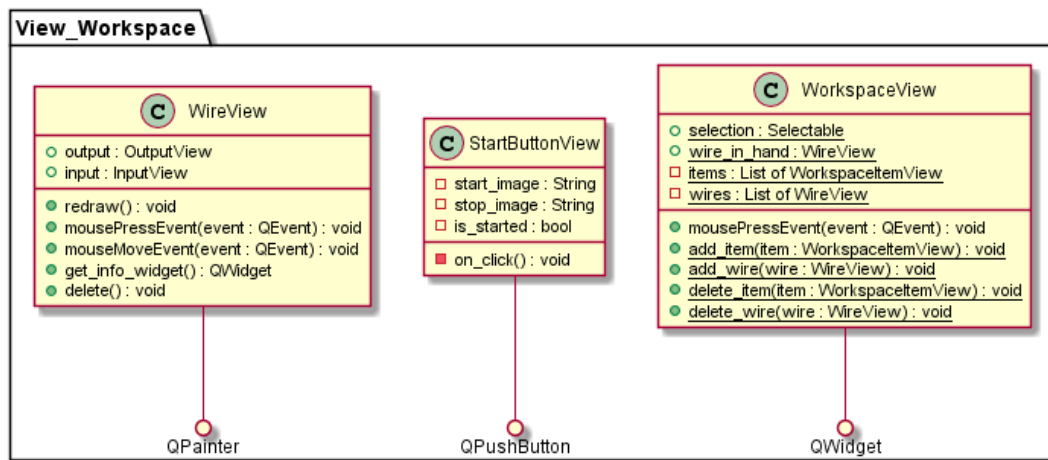 View_Workspace
C WireView
output : OutputView
input : InputView
redraw() : void
mousePressEvent(event : QEvent) : void
mouseMoveEvent(event : QEvent) : void
get_info_widget() : QWidget
delete() : void
QPainter
C StartButtonView
start_image : String
stop_image : String
is_started : bool
on_click() : void
QPushButton
C WorkspaceView
selection : Selectable
wire_in_hand : WireView
items : List of WorkspaceItemView
wires : List of WireView
mousePressEvent(event : QEvent) : void
add_item(item : WorkspaceItemView) : void
add_wire(wire : WireView) : void
delete_item(item : WorkspaceItemView) : void
delete_wire(wire : WireView) : void
QWidget